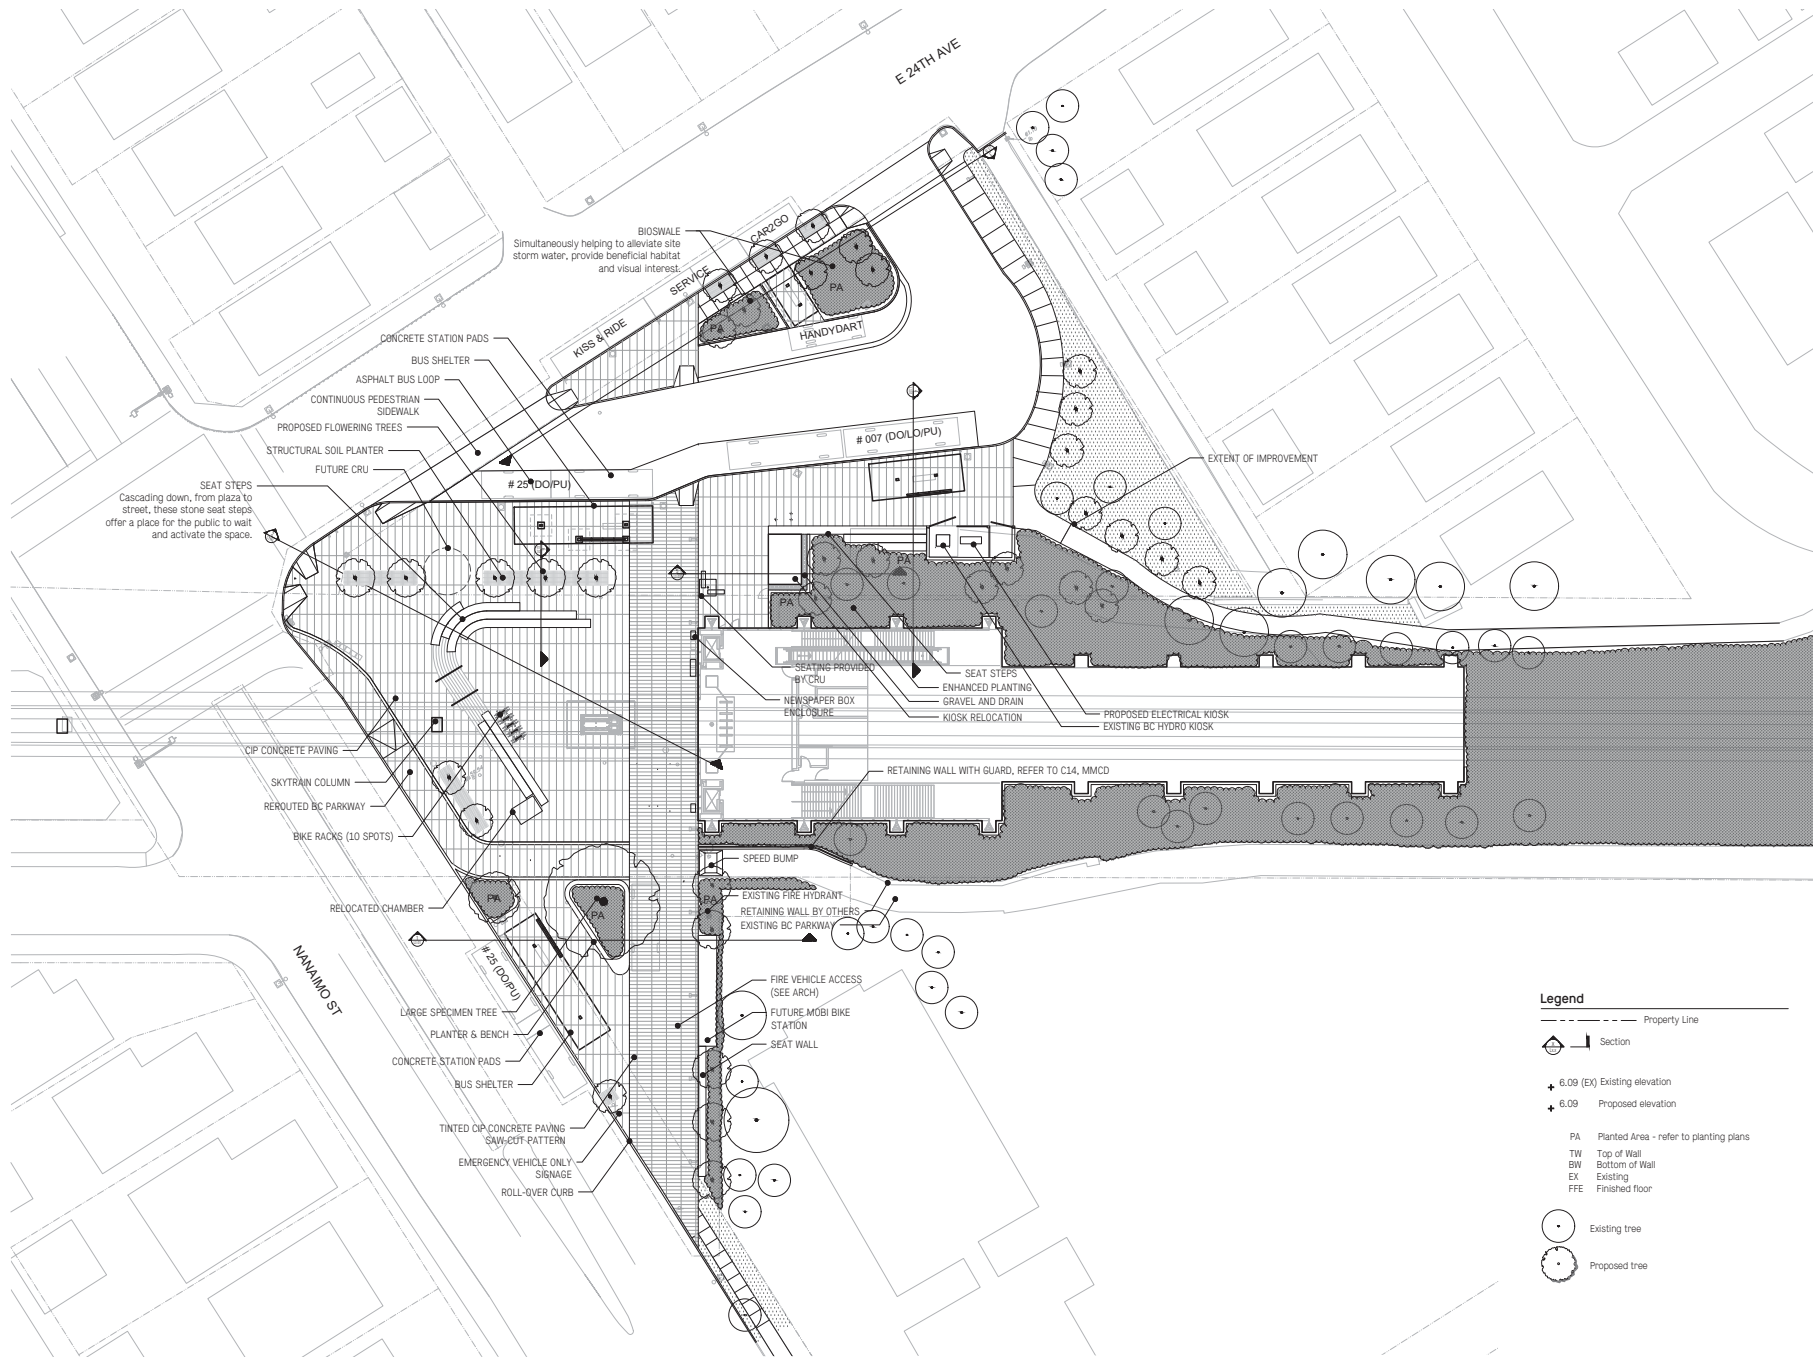 E 24TH AVE
BIOSWALE
Simultaneously helping to alleviate site
storm water, provide beneficial habitat
and visual interest.
CAR2GO
SERVICE
KISS & RIDE
PA
PA
HANDYDART
CONCRETE STATION PADS
BUS SHELTER
ASPHALT BUS LOOP
CONTINUOUS PEDESTRIAN
SIDEWALK
PROPOSED FLOWERING TREES
STRUCTURAL SOIL PLANTER
FUTURE CRU
SEAT STEPS
Cascading down, from plaza to
street, these stone seat steps
offer a place for the public to wait
and activate the space.
# 007 (DO/LO/PU)
# 25 (DO/PU)
EXTENT OF IMPROVEMENT
PA
PA
SEATING PROVIDED
BY CRU
NEWSPAPER BOX
ENCLOSURE
SEAT STEPS
ENHANCED PLANTING
GRAVEL AND DRAIN
KIOSK RELOCATION
PROPOSED ELECTRICAL KIOSK
EXISTING BC HYDRO KIOSK
CIP CONCRETE PAVING
SKYTRAIN COLUMN
REROUTED BC PARKWAY
BIKE RACKS (10 SPOTS)
RELOCATED CHAMBER
RETAINING WALL WITH GUARD, REFER TO C14, MMCD
SPEED BUMP
EXISTING FIRE HYDRANT
RETAINING WALL BY OTHERS
EXISTING BC PARKWAY
PA
PA
PA
# 25 (DO/PU)
NANAIMO ST
LARGE SPECIMEN TREE
PLANTER & BENCH
CONCRETE STATION PADS
BUS SHELTER
FIRE VEHICLE ACCESS
(SEE ARCH)
FUTURE MOBI BIKE
STATION
SEAT WALL
TINTED CIP CONCRETE PAVING
SAW-CUT PATTERN
EMERGENCY VEHICLE ONLY
SIGNAGE
ROLL-OVER CURB
Legend
Property Line
Section
6.09 (EX) Existing elevation
6.09 Proposed elevation
PA Planted Area - refer to planting plans
TW Top of Wall
BW Bottom of Wall
EX Existing
FFE Finished floor
Existing tree
Proposed tree